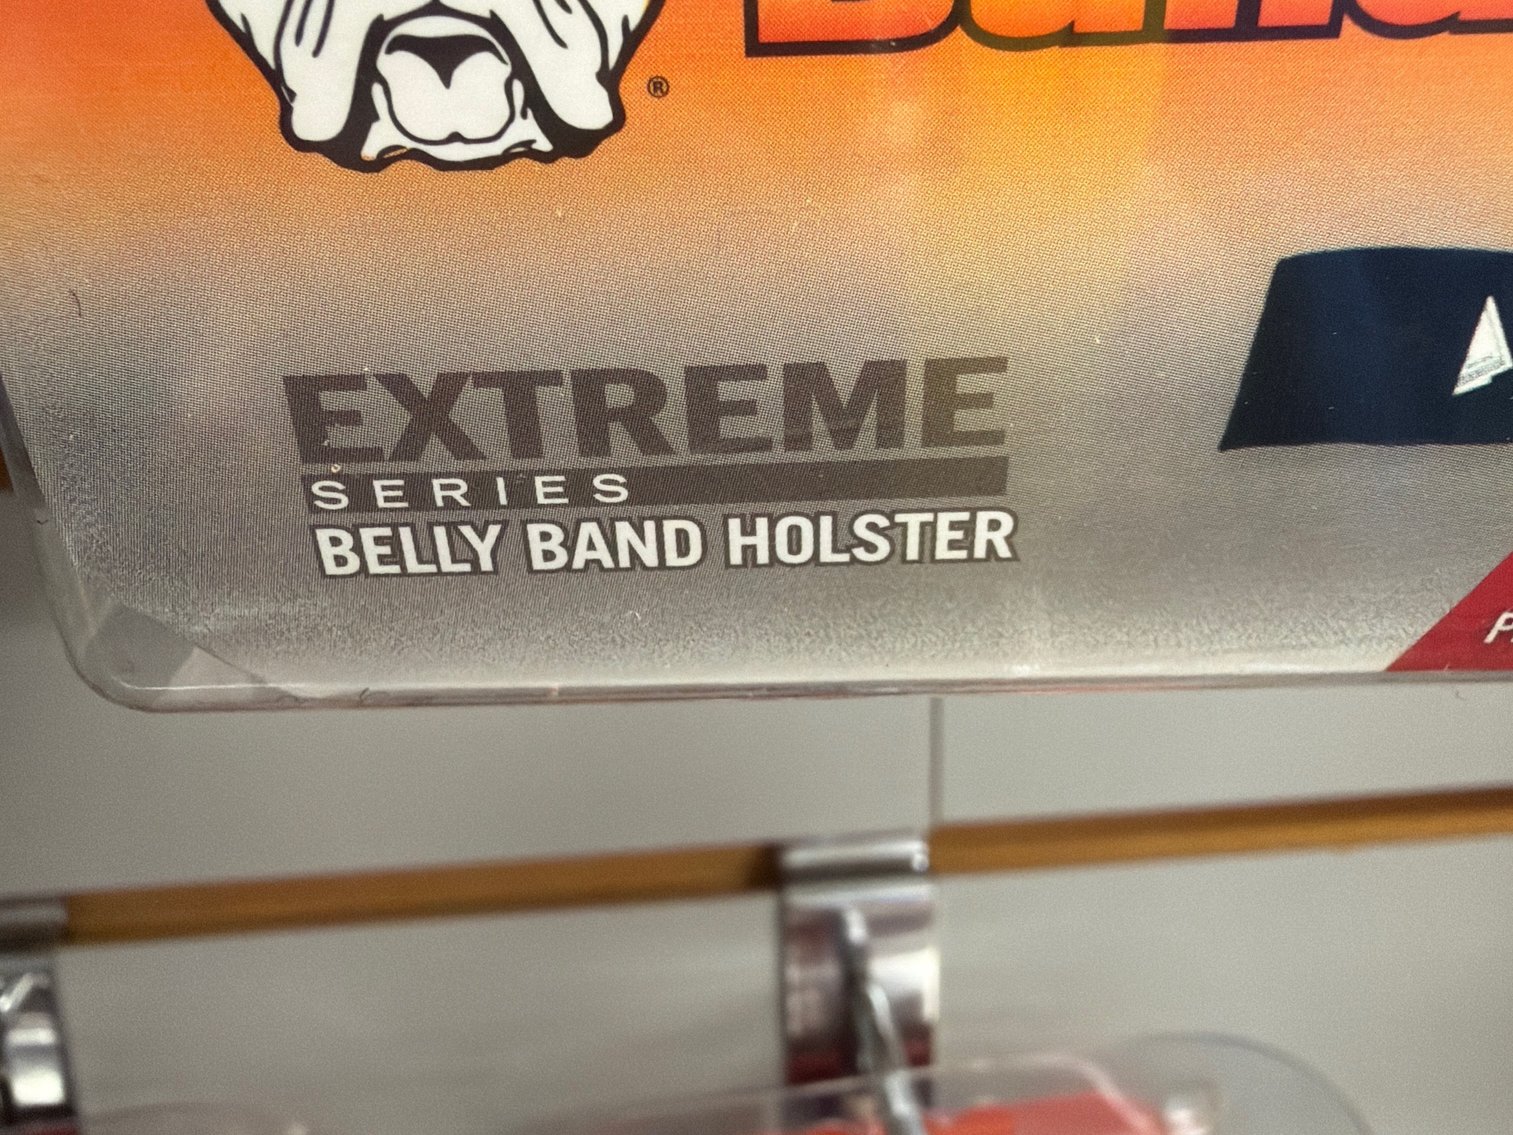 ®
EXTREME
SERIES
BELLY BAND HOLSTER